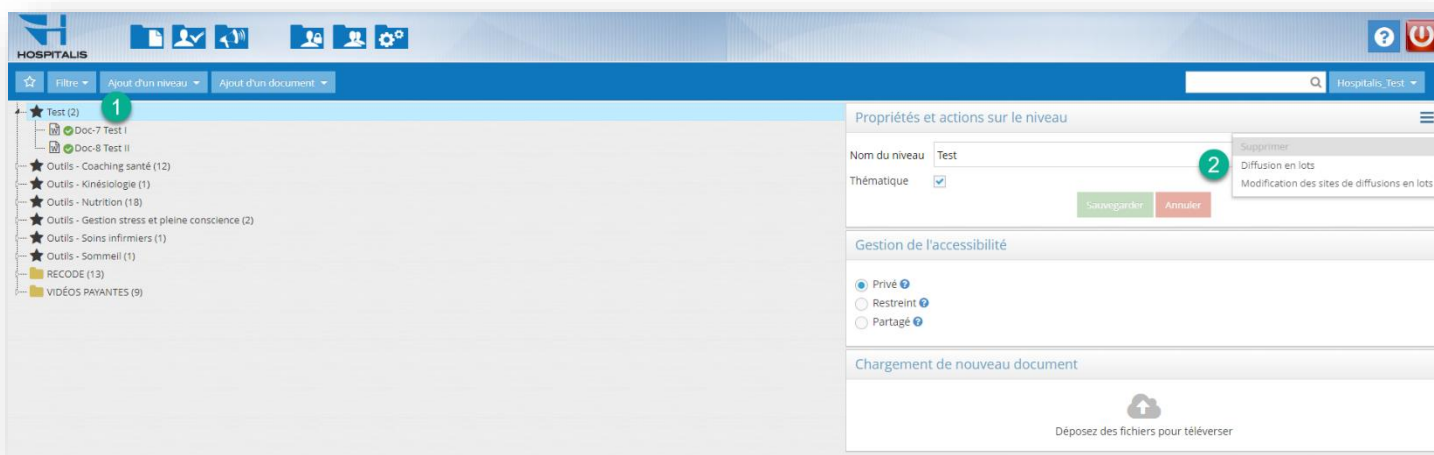 HOSPITALIS
Filtre Ajout d'un niveau Ajout d'un document Hospitalis_Test
1
Test (2)
Doc-7 Test I
Doc-8 Test II
Outils - Coaching santé (12)
Outils - Kinésiologie (1)
Outils - Nutrition (18)
Outils - Gestion stress et pleine conscience (2)
Outils - Soins infirmiers (1)
Outils - Sommeil (1)
RECODE (13)
VIDÉOS PAYANTES (9)
Propriétés et actions sur le niveau
Nom du niveau Test
Thématique
Sauvegarder Annuler
2
Supprimer
Diffusion en lots
Modification des sites de diffusions en lots
Gestion de l'accessibilité
Privé ?
Restreint ?
Partagé ?
Chargement de nouveau document
Déposez des fichiers pour téléverser